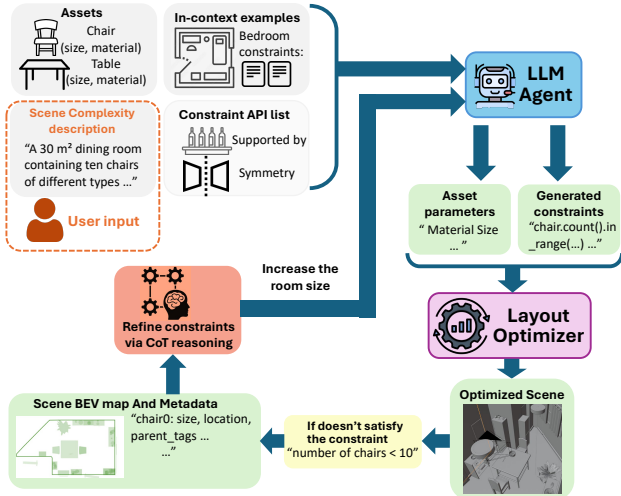 Assets
Chair
(size, material)
Table
(size, material)
In-context examples
Bedroom
constraints:
Scene Complexity
description
“A 30 m² dining room
containing ten chairs
of different types ...”
User input
Constraint API list
Supported by
Symmetry
LLM
Agent
Asset
parameters
“ Material Size
... ”
Generated
constraints
“chair.count().in
_range(...) ...”
Increase the
room size
Refine constraints
via CoT reasoning
Layout
Optimizer
Scene BEV map And Metadata
“chair0: size, location,
parent_tags ...
...”
If doesn’t satisfy
the constraint
“number of chairs < 10”
Optimized Scene